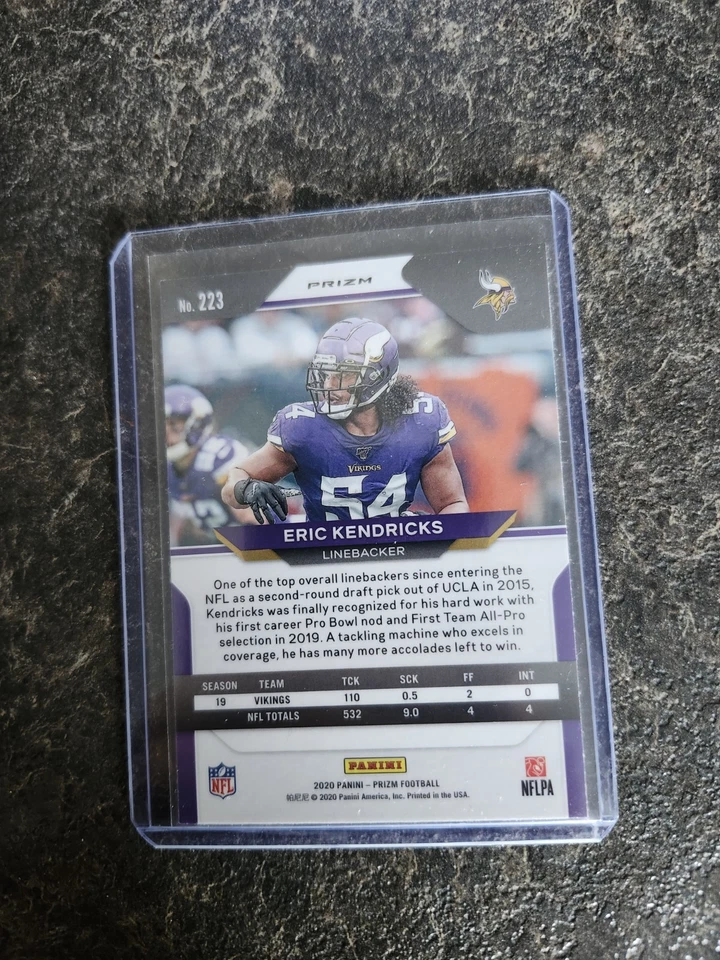 PRIZM
No. 223
54
54
VIKINGS
ERIC KENDRICKS
LINEBACKER
One of the top overall linebackers since entering the
NFL as a second-round draft pick out of UCLA in 2015,
Kendricks was finally recognized for his hard work with
his first career Pro Bowl nod and First Team All-Pro
selection in 2019. A tackling machine who excels in
coverage, he has many more accolades left to win.
SEASON TEAM TCK SCK FF INT
19 VIKINGS 110 0.5 2 0
NFL TOTALS 532 9.0 4 4
PANINI
NFL
NFLPA
2020 PANINI – PRIZM FOOTBALL
帕尼尼 © 2020 Panini America, Inc. Printed in the USA.